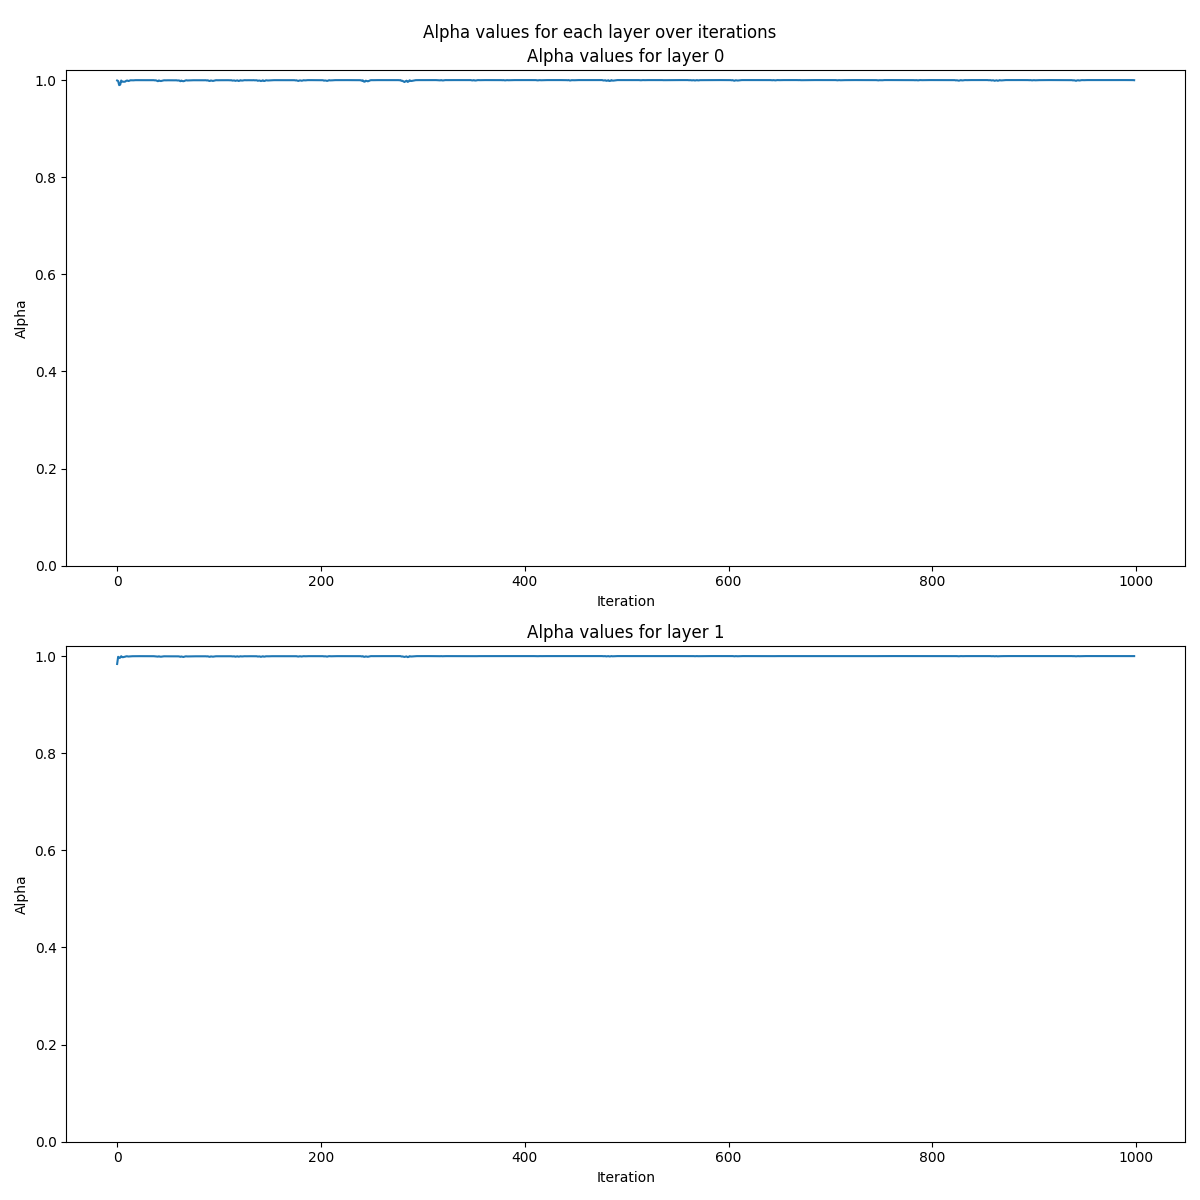 Alpha values for each layer over iterations
Alpha values for layer 0
1.0
0.8
0.6
0.4
0.2
0.0
Alpha
0 200 400 600 800 1000
Iteration
Alpha values for layer 1
1.0
0.8
0.6
0.4
0.2
0.0
Alpha
0 200 400 600 800 1000
Iteration